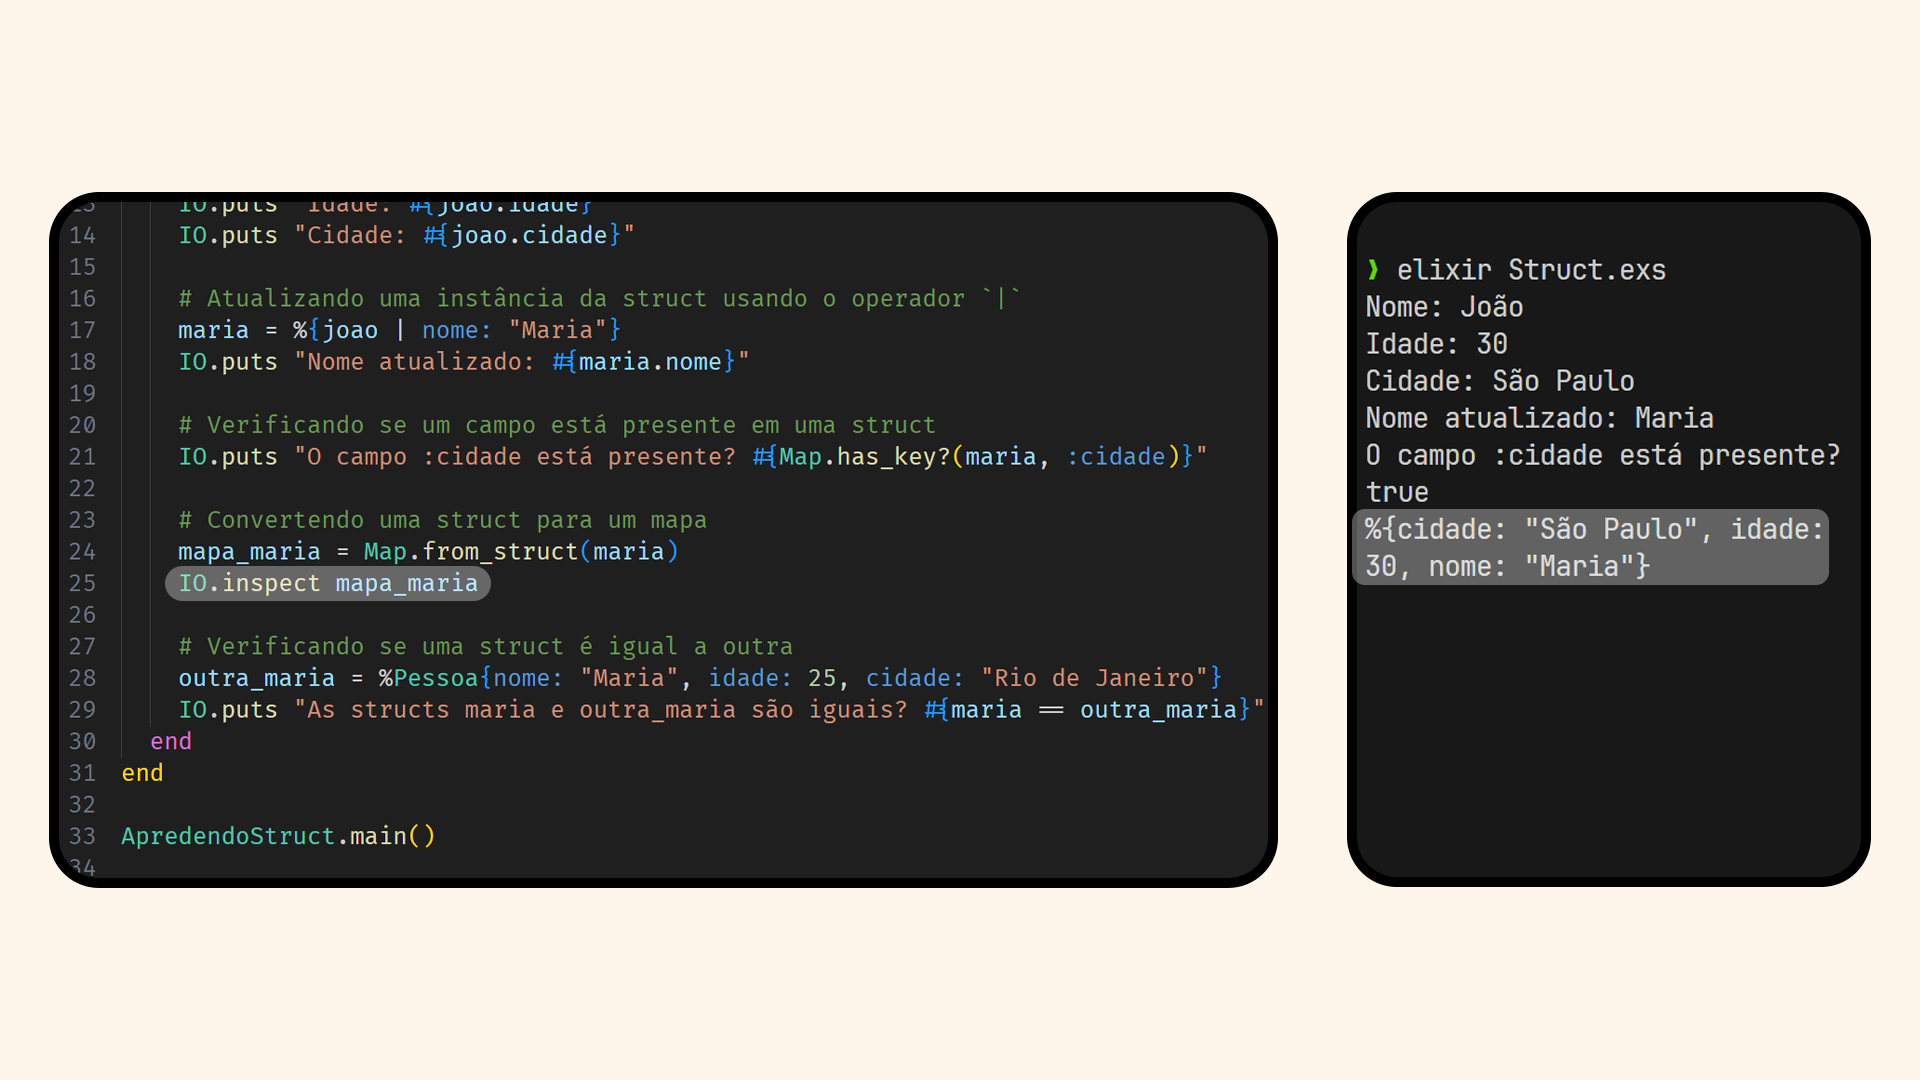 13 IO.puts "Idade: #{joao.idade}"
14 IO.puts "Cidade: #{joao.cidade}"
15
16 # Atualizando uma instância da struct usando o operador `|`
17 maria = %{joao | nome: "Maria"}
18 IO.puts "Nome atualizado: #{maria.nome}"
19
20 # Verificando se um campo está presente em uma struct
21 IO.puts "O campo :cidade está presente? #{Map.has_key?(maria, :cidade)}"
22
23 # Convertendo uma struct para um mapa
24 mapa_maria = Map.from_struct(maria)
25 IO.inspect mapa_maria
26
27 # Verificando se uma struct é igual a outra
28 outra_maria = %Pessoa{nome: "Maria", idade: 25, cidade: "Rio de Janeiro"}
29 IO.puts "As structs maria e outra_maria são iguais? #{maria == outra_maria}"
30 end
31 end
32
33 ApredendoStruct.main()
34
❯ elixir Struct.exs
Nome: João
Idade: 30
Cidade: São Paulo
Nome atualizado: Maria
O campo :cidade está presente?
true
%{cidade: "São Paulo", idade:
30, nome: "Maria"}